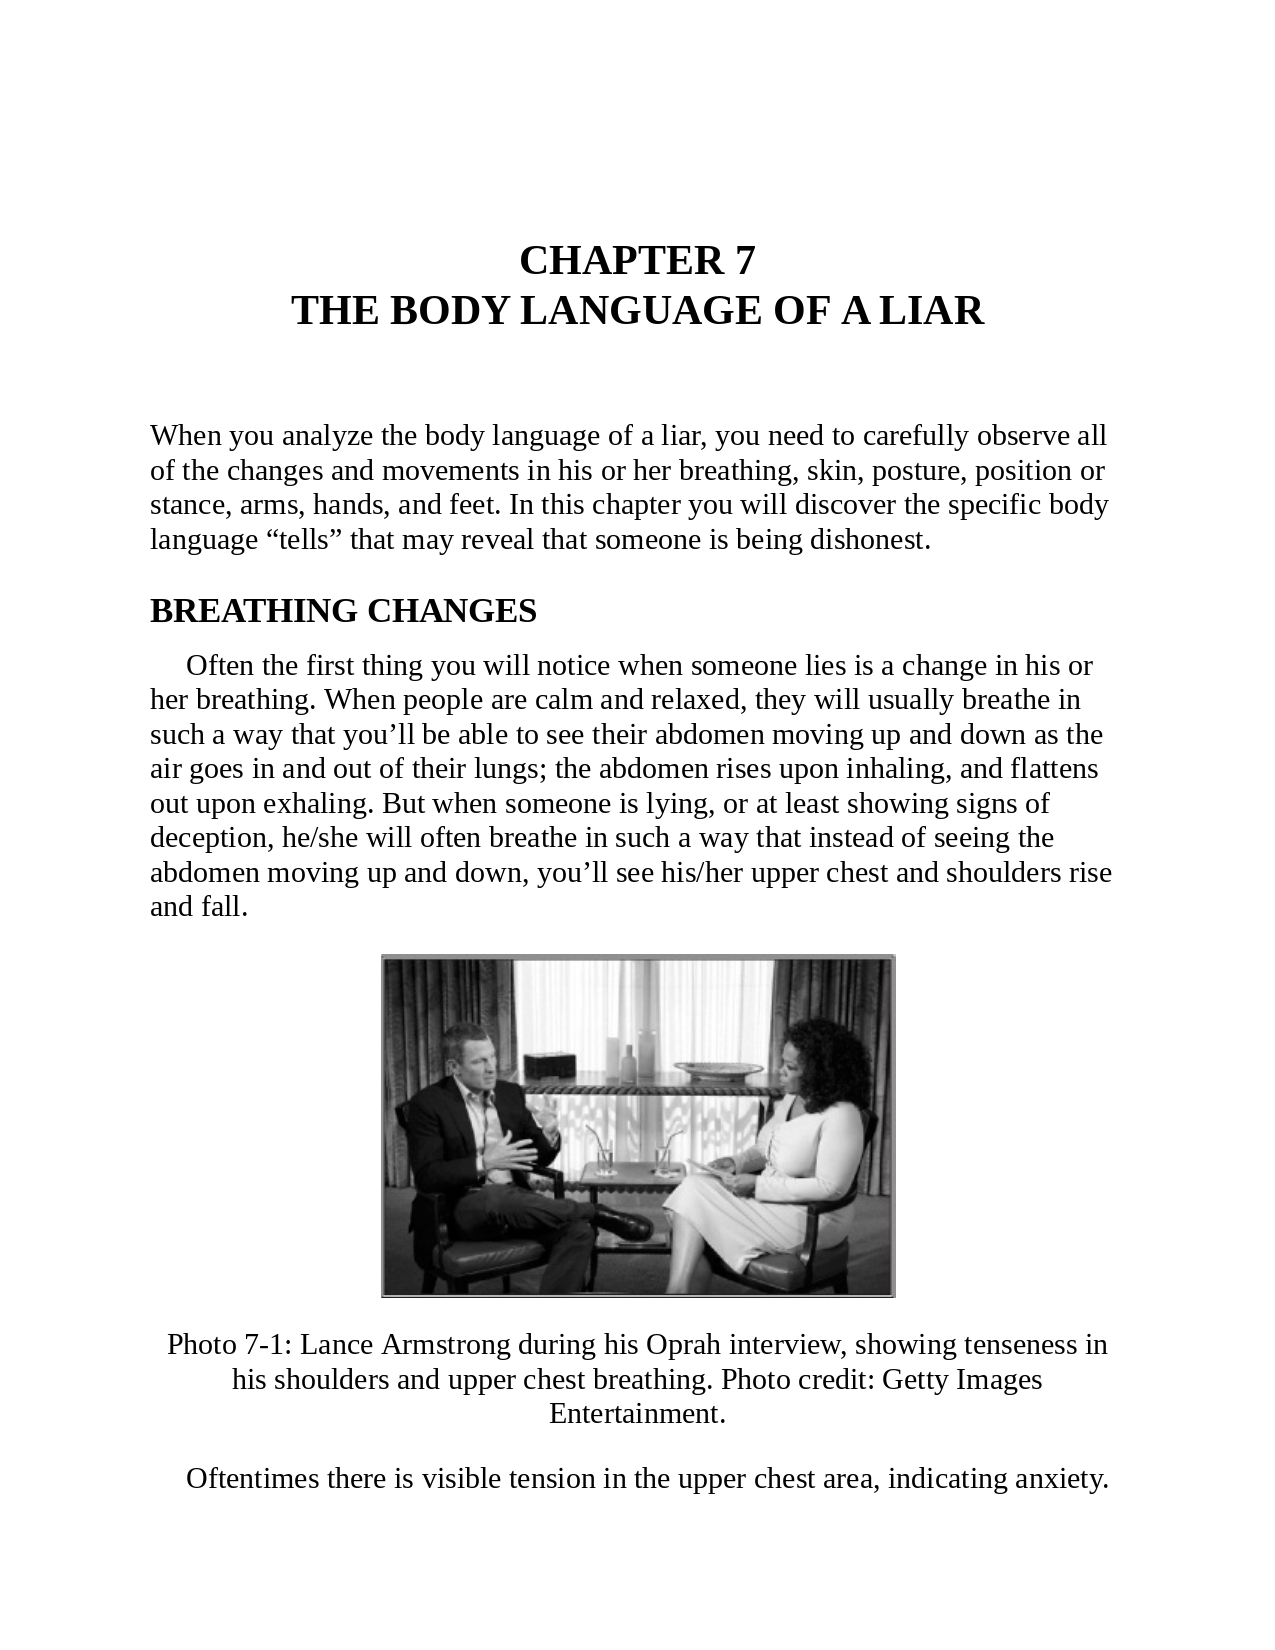 CHAPTER 7
THE BODY LANGUAGE OF A LIAR
When you analyze the body language of a liar, you need to carefully observe all
of the changes and movements in his or her breathing, skin, posture, position or
stance, arms, hands, and feet. In this chapter you will discover the specific body
language “tells” that may reveal that someone is being dishonest.
BREATHING CHANGES
Often the first thing you will notice when someone lies is a change in his or
her breathing. When people are calm and relaxed, they will usually breathe in
such a way that you’ll be able to see their abdomen moving up and down as the
air goes in and out of their lungs; the abdomen rises upon inhaling, and flattens
out upon exhaling. But when someone is lying, or at least showing signs of
deception, he/she will often breathe in such a way that instead of seeing the
abdomen moving up and down, you’ll see his/her upper chest and shoulders rise
and fall.
Photo 7-1: Lance Armstrong during his Oprah interview, showing tenseness in
his shoulders and upper chest breathing. Photo credit: Getty Images
Entertainment.
Oftentimes there is visible tension in the upper chest area, indicating anxiety.